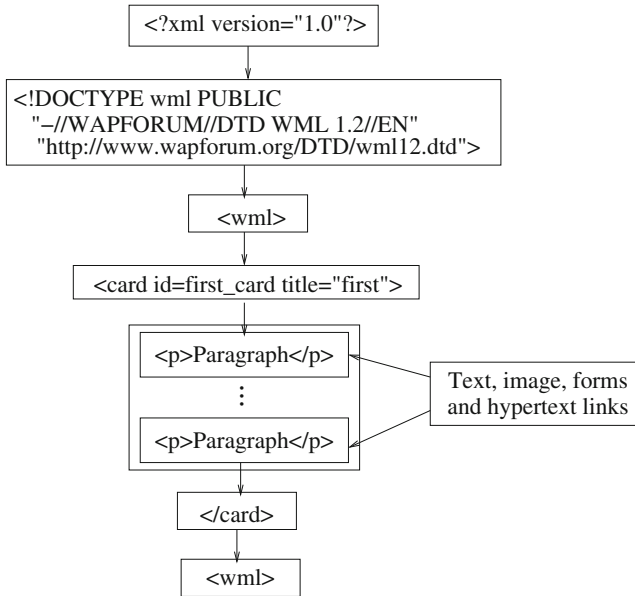 <?xml version="1.0"?>
<!DOCTYPE wml PUBLIC
"−//WAPFORUM//DTD WML 1.2//EN"
"http://www.wapforum.org/DTD/wml12.dtd">
<wml>
<card id=first_card title="first">
<p>Paragraph</p>
⋮
<p>Paragraph</p>
Text, image, forms
and hypertext links
</card>
<wml>